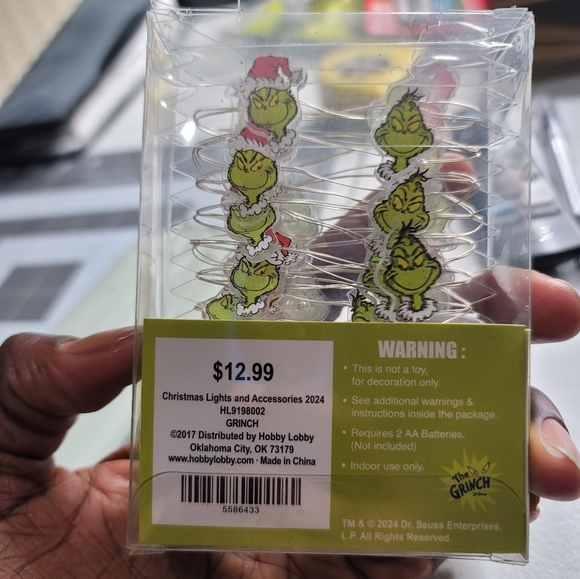 $12.99
Christmas Lights and Accessories 2024
HL9198002
GRINCH
©2017 Distributed by Hobby Lobby
Oklahoma City, OK 73179
www.hobbylobby.com · Made in China
5586433
WARNING :
• This is not a toy,
for decoration only.
• See additional warnings &
instructions inside the package.
• Requires 2 AA Batteries.
(Not included)
• Indoor use only.
The
GRINCH
TM & © 2024 Dr. Seuss Enterprises,
L.P. All Rights Reserved.